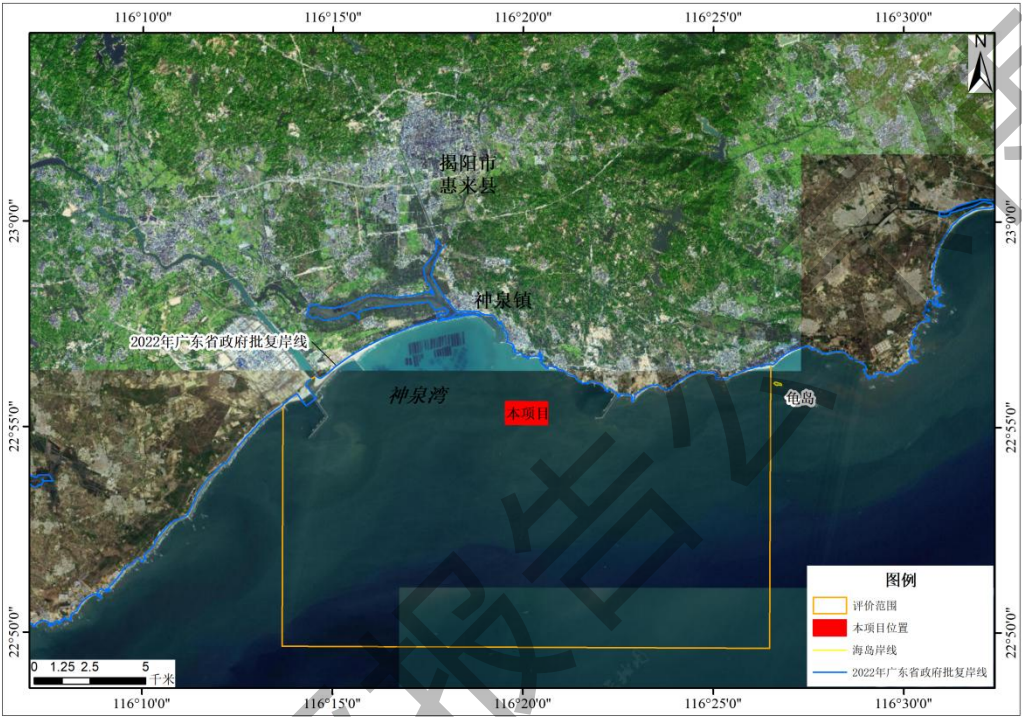 116°10'0" 116°15'0" 116°20'0" 116°25'0" 116°30'0"
N
揭阳市
惠来县
23°0'0" 23°0'0"
神泉镇
2022年广东省政府批复岸线
神泉湾
龟岛
本项目
22°55'0" 22°55'0"
图例
评价范围
本项目位置
海岛岸线
2022年广东省政府批复岸线
22°50'0" 22°50'0"
0 1.25 2.5 5
千米
116°10'0" 116°15'0" 116°20'0" 116°25'0" 116°30'0"
报告公